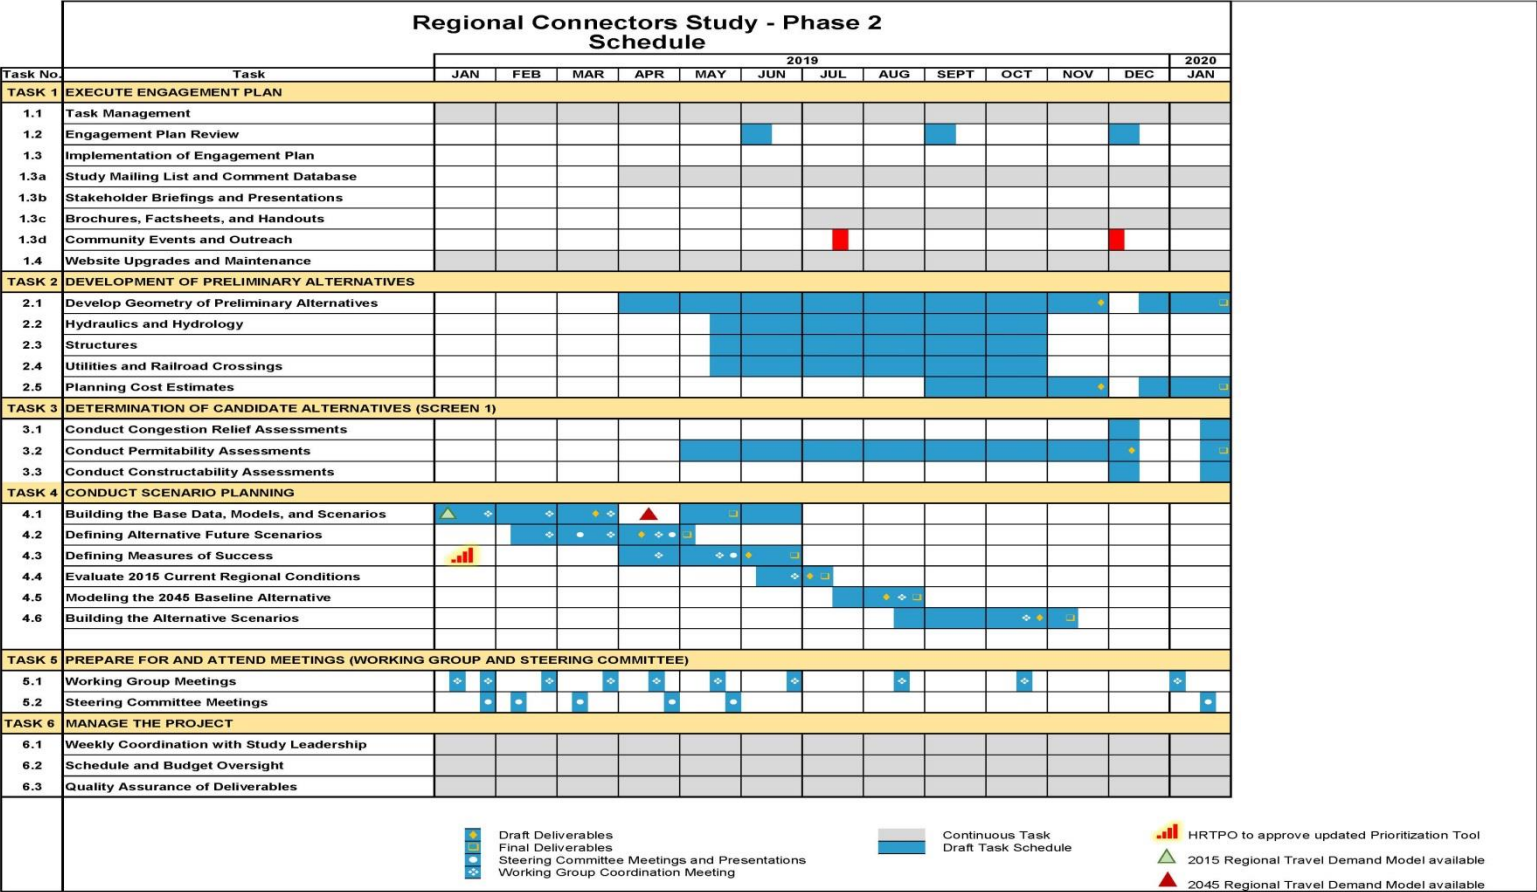 Regional Connectors Study - Phase 2
Schedule
2019 2020
Task No. Task JAN FEB MAR APR MAY JUN JUL AUG SEPT OCT NOV DEC JAN
TASK 1 EXECUTE ENGAGEMENT PLAN
1.1 Task Management
1.2 Engagement Plan Review
1.3 Implementation of Engagement Plan
1.3a Study Mailing List and Comment Database
1.3b Stakeholder Briefings and Presentations
1.3c Brochures, Factsheets, and Handouts
1.3d Community Events and Outreach
1.4 Website Upgrades and Maintenance
TASK 2 DEVELOPMENT OF PRELIMINARY ALTERNATIVES
2.1 Develop Geometry of Preliminary Alternatives
2.2 Hydraulics and Hydrology
2.3 Structures
2.4 Utilities and Railroad Crossings
2.5 Planning Cost Estimates
TASK 3 DETERMINATION OF CANDIDATE ALTERNATIVES (SCREEN 1)
3.1 Conduct Congestion Relief Assessments
3.2 Conduct Permitability Assessments
3.3 Conduct Constructability Assessments
TASK 4 CONDUCT SCENARIO PLANNING
4.1 Building the Base Data, Models, and Scenarios
4.2 Defining Alternative Future Scenarios
4.3 Defining Measures of Success
4.4 Evaluate 2015 Current Regional Conditions
4.5 Modeling the 2045 Baseline Alternative
4.6 Building the Alternative Scenarios
TASK 5 PREPARE FOR AND ATTEND MEETINGS (WORKING GROUP AND STEERING COMMITTEE)
5.1 Working Group Meetings
5.2 Steering Committee Meetings
TASK 6 MANAGE THE PROJECT
6.1 Weekly Coordination with Study Leadership
6.2 Schedule and Budget Oversight
6.3 Quality Assurance of Deliverables
Draft Deliverables
Final Deliverables
Steering Committee Meetings and Presentations
Working Group Coordination Meeting
Continuous Task
Draft Task Schedule
HRTPO to approve updated Prioritization Tool
2015 Regional Travel Demand Model available
2045 Regional Travel Demand Model available